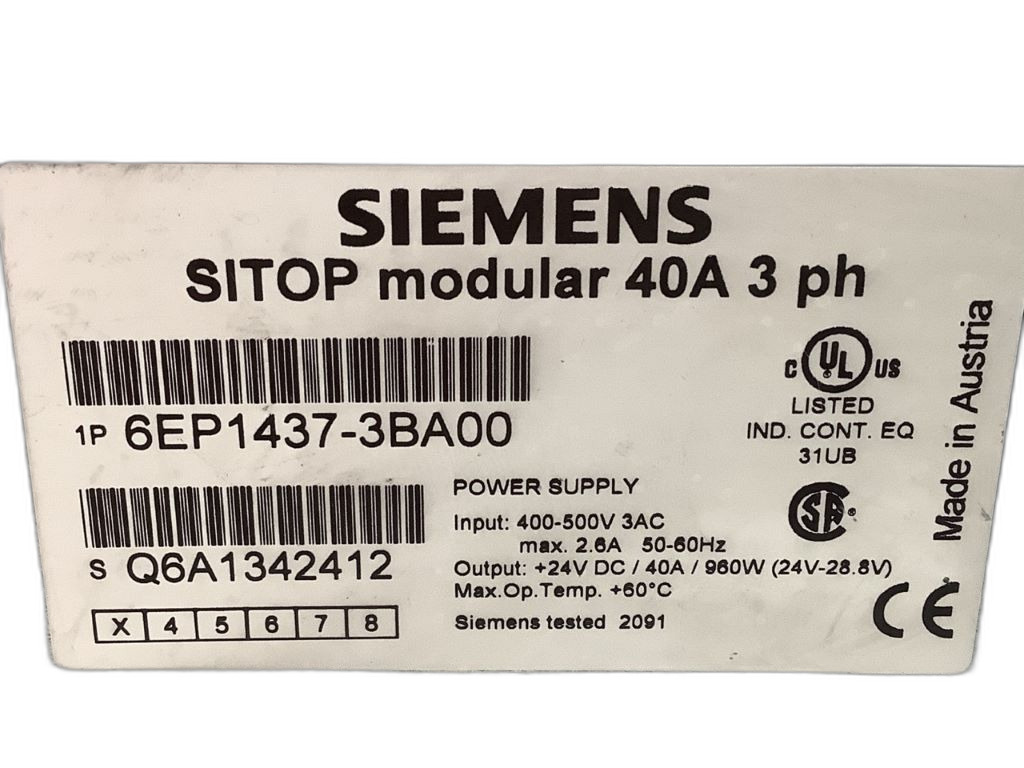 SIEMENS
SITOP modular 40A 3 ph
1P 6EP1437-3BA00
S Q6A1342412
X 4 5 6 7 8
POWER SUPPLY
Input: 400-500V 3AC
max. 2.6A 50-60Hz
Output: +24V DC / 40A / 960W (24V-28.8V)
Max.Op.Temp. +60°C
Siemens tested 2091
C UL US
LISTED
IND. CONT. EQ
31UB
SA
CE
Made in Austria